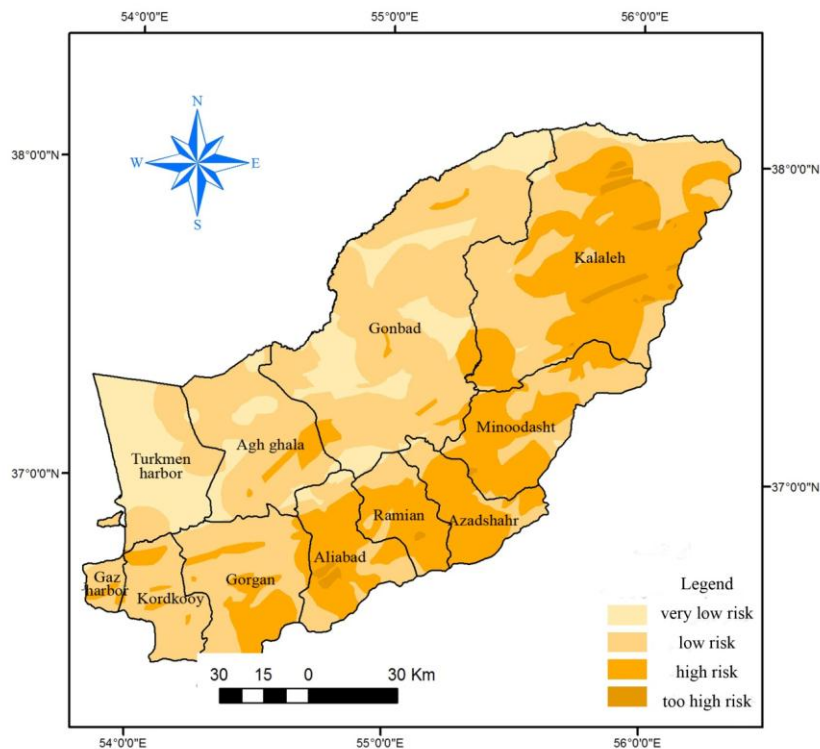 54°0'0"E 55°0'0"E 56°0'0"E
N
W E
S
38°0'0"N 38°0'0"N
Kalaleh
Gonbad
Minoodasht
Agh ghala
Turkmen
harbor
37°0'0"N 37°0'0"N
Ramian
Azadshahr
Aliabad
Gaz
harbor
Gorgan
Kordkooy
Legend
very low risk
low risk
high risk
too high risk
30 15 0 30 Km
54°0'0"E 55°0'0"E 56°0'0"E